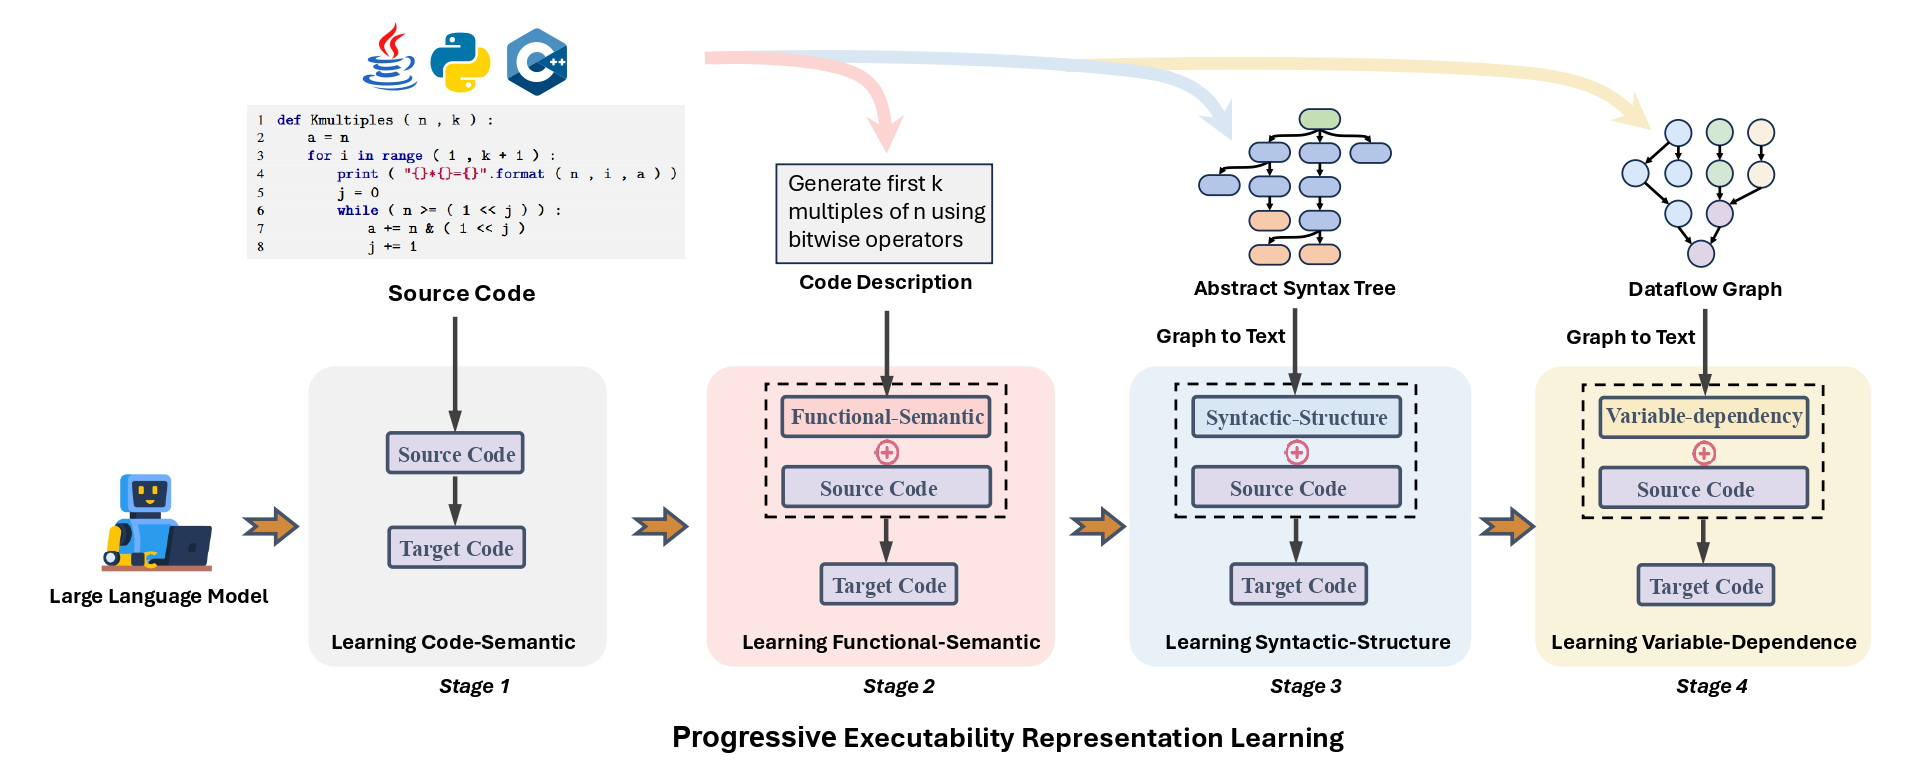 C ++
1 def Kmultiples ( n , k ) :
2 a = n
3 for i in range ( 1 , k + 1 ) :
4 print ( "{}*{}={}".format ( n , i , a ) )
5 j = 0
6 while ( n >= ( 1 << j ) ) :
7 a += n & ( 1 << j )
8 j += 1
Source Code
Generate first k
multiples of n using
bitwise operators
Code Description
Abstract Syntax Tree
Dataflow Graph
Graph to Text
Graph to Text
Large Language Model
Source Code
Target Code
Learning Code-Semantic
Stage 1
Functional-Semantic
Source Code
Target Code
Learning Functional-Semantic
Stage 2
Syntactic-Structure
Source Code
Target Code
Learning Syntactic-Structure
Stage 3
Variable-dependency
Source Code
Target Code
Learning Variable-Dependence
Stage 4
Progressive Executability Representation Learning